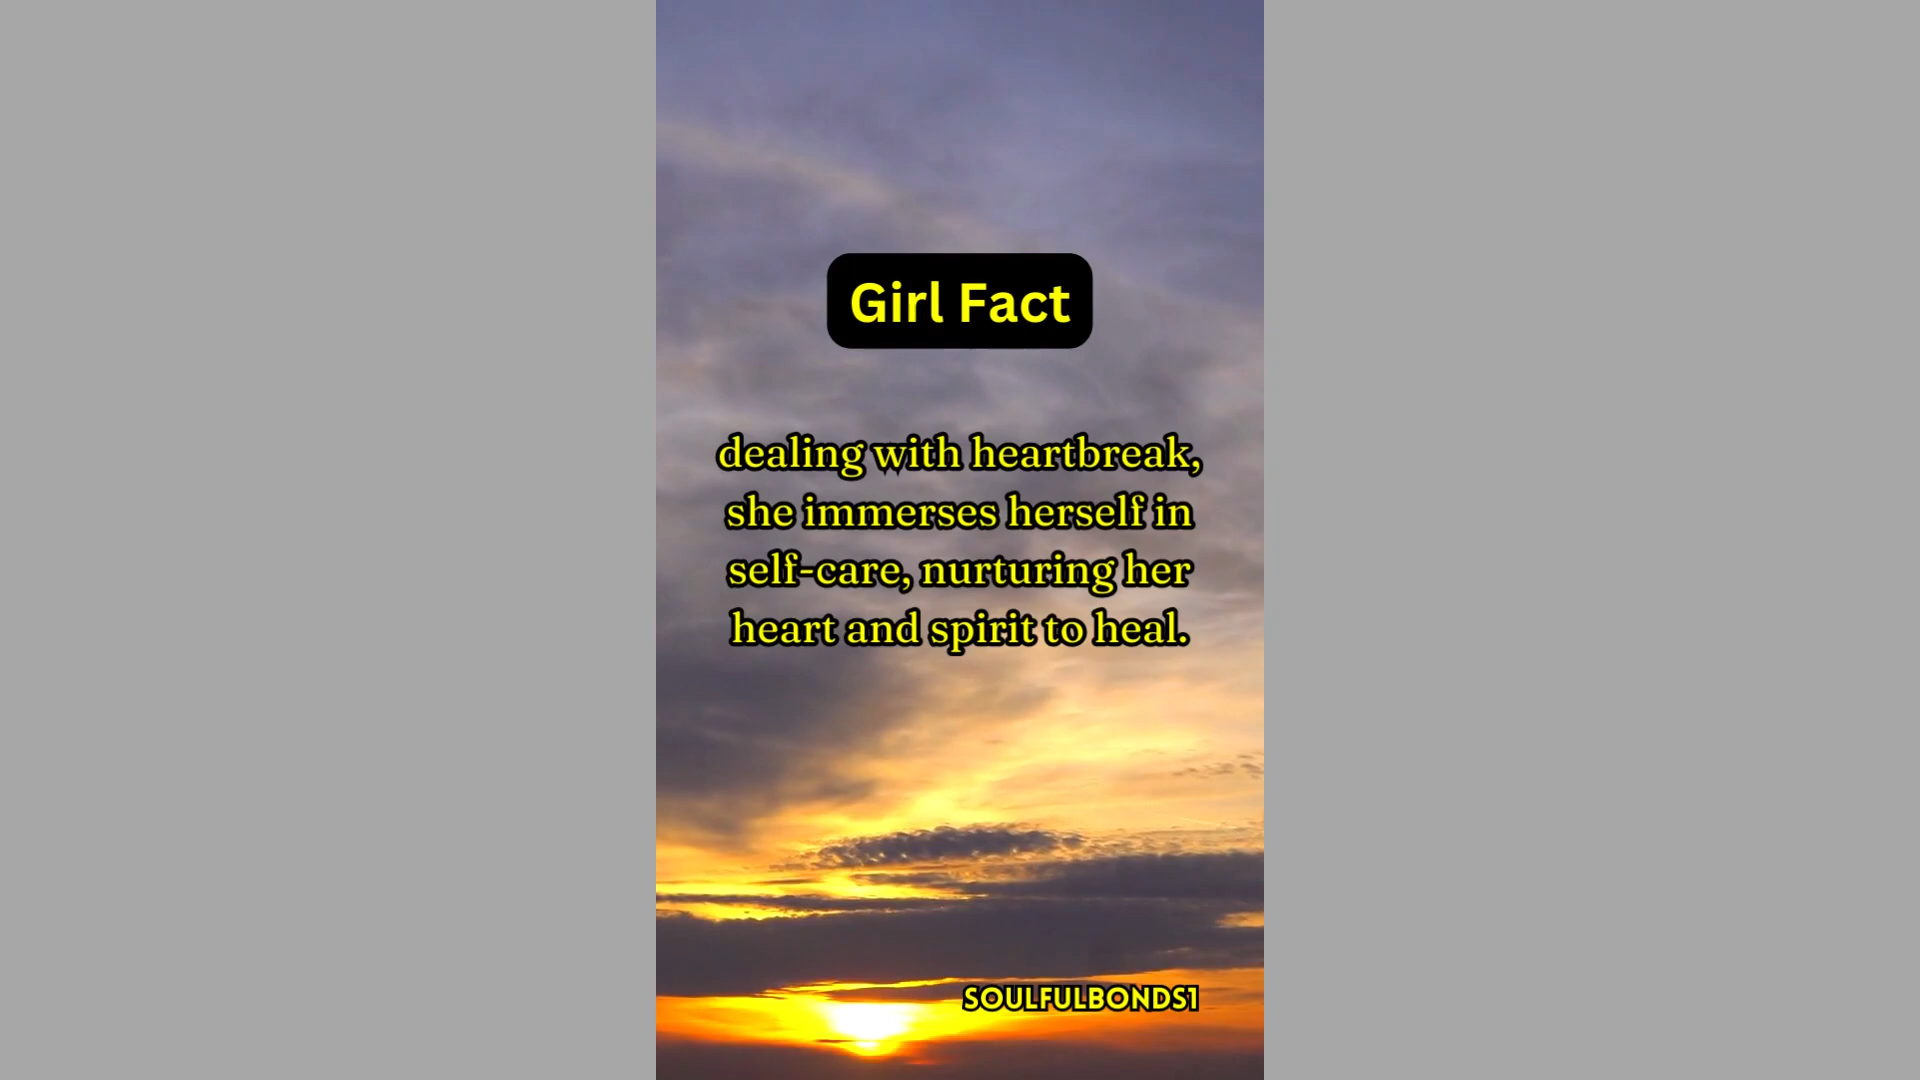 Girl Fact
dealing with heartbreak,
she immerses herself in
self-care, nurturing her
heart and spirit to heal.
SOULFULBONDS1